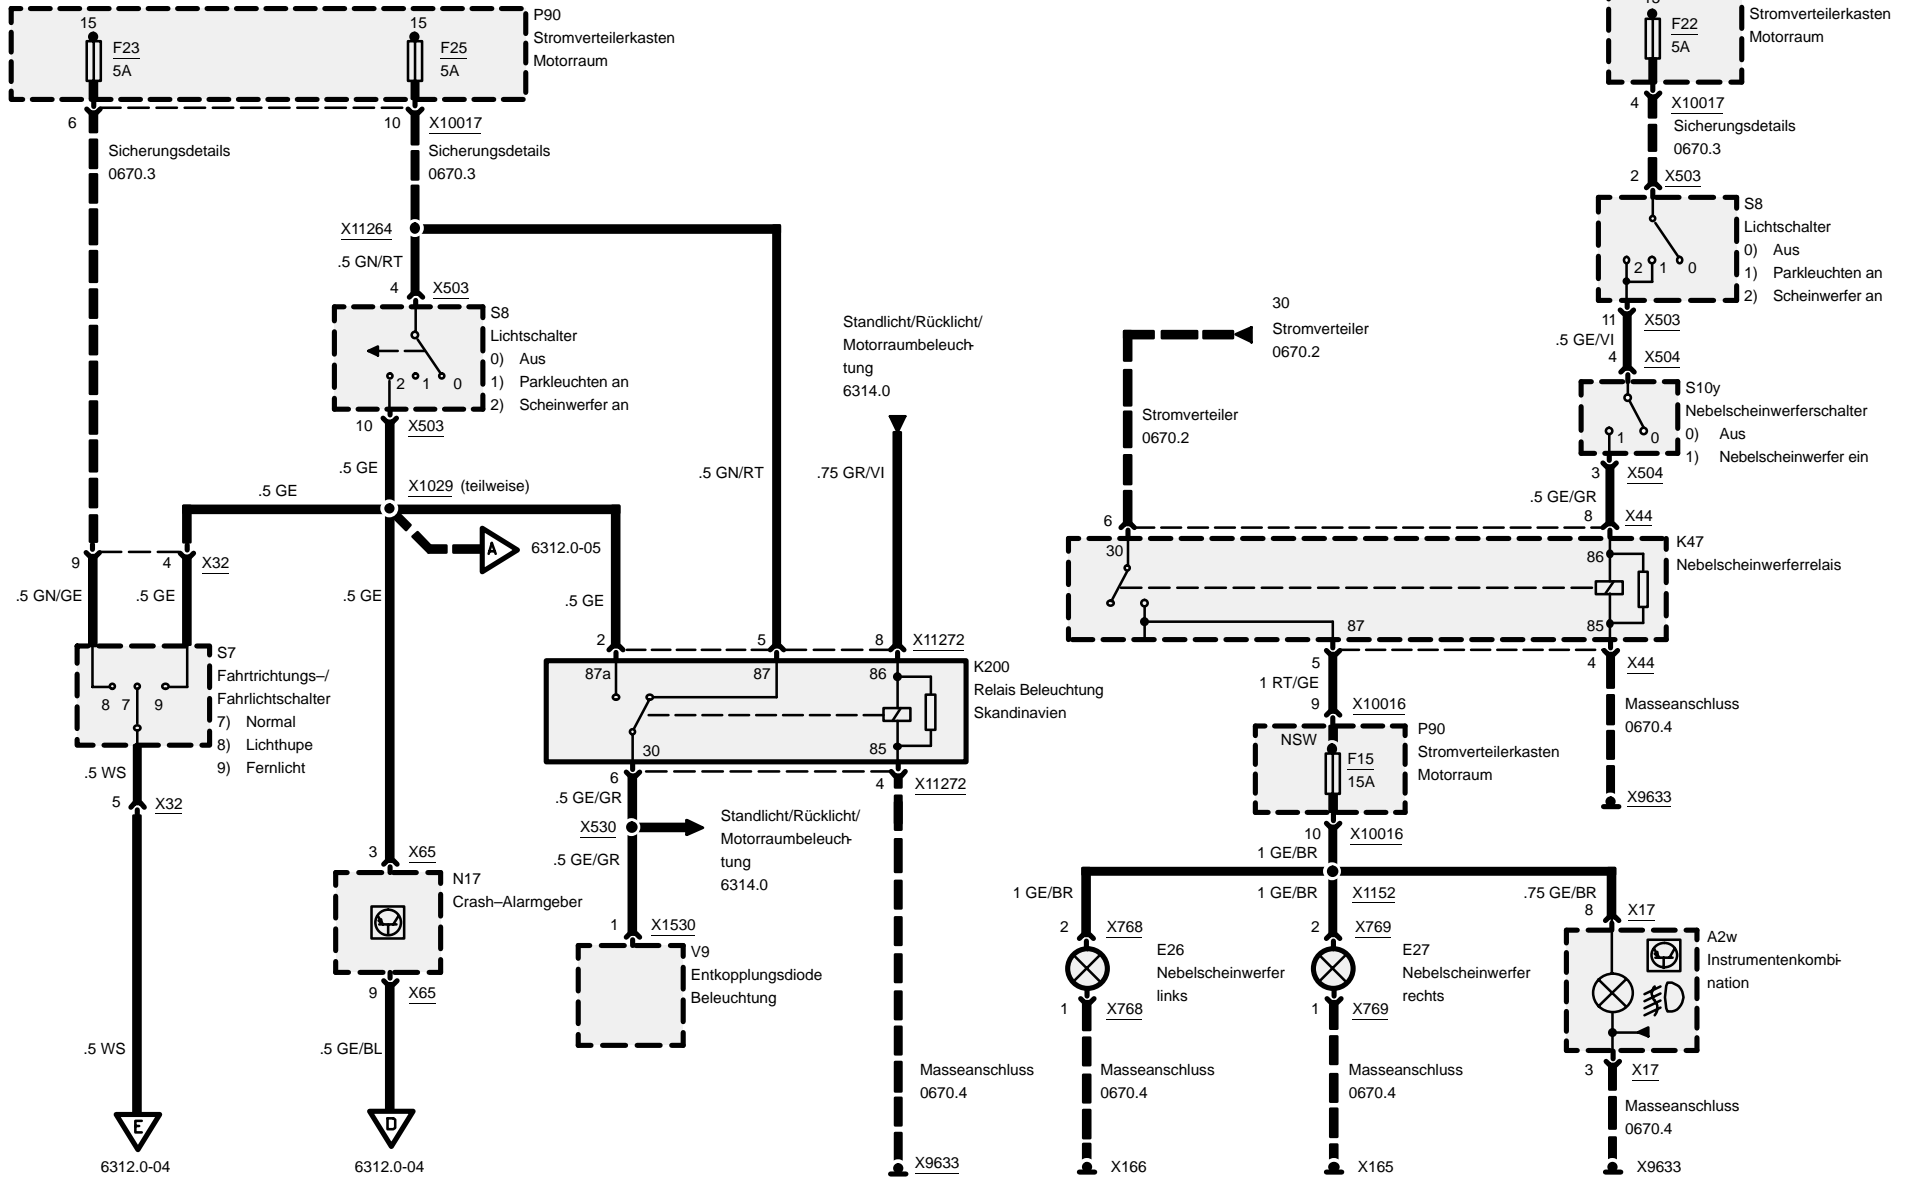 15
F23
5A
15
F25
5A
P90
Stromverteilerkasten
Motorraum
6
10
X10017
Sicherungsdetails
0670.3
Sicherungsdetails
0670.3
X11264
.5 GN/RT
4
X503
S8
Lichtschalter
0) Aus
1) Parkleuchten an
2) Scheinwerfer an
2 1 0
10
X503
.5 GE
X1029 (teilweise)
.5 GE
A
6312.0-05
9
4
X32
.5 GN/GE
.5 GE
.5 GE
.5 GE
.5 GN/RT
Standlicht/Rücklicht/
Motorraumbeleuch-
tung
6314.0
.75 GR/VI
S7
Fahrtrichtungs–/
Fahrlichtschalter
7) Normal
8) Lichthupe
9) Fernlicht
8 7 9
.5 WS
5
X32
.5 WS
E
6312.0-04
3
X65
N17
Crash–Alarmgeber
9
X65
.5 GE/BL
D
6312.0-04
2
5
8
X11272
87a
87
86
K200
Relais Beleuchtung
Skandinavien
30
85
6
4
X11272
.5 GE/GR
X530
.5 GE/GR
Standlicht/Rücklicht/
Motorraumbeleuch-
tung
6314.0
1
X1530
V9
Entkopplungsdiode
Beleuchtung
Masseanschluss
0670.4
X9633
30
Stromverteiler
0670.2
Stromverteiler
0670.2
F22
5A
Stromverteilerkasten
Motorraum
4
X10017
Sicherungsdetails
0670.3
2
X503
S8
Lichtschalter
0) Aus
1) Parkleuchten an
2) Scheinwerfer an
2 1 0
11
X503
.5 GE/VI
4
X504
S10y
Nebelscheinwerferschalter
0) Aus
1) Nebelscheinwerfer ein
1 0
3
X504
.5 GE/GR
6
8
X44
30
86
K47
Nebelscheinwerferrelais
87
85
5
4
X44
1 RT/GE
9
X10016
NSW
F15
15A
P90
Stromverteilerkasten
Motorraum
Masseanschluss
0670.4
X9633
10
X10016
1 GE/BR
1 GE/BR
1 GE/BR
X1152
.75 GE/BR
2
X768
E26
Nebelscheinwerfer
links
1
X768
Masseanschluss
0670.4
X166
2
X769
E27
Nebelscheinwerfer
rechts
1
X769
Masseanschluss
0670.4
X165
8
X17
A2w
Instrumentenkombi-
nation
3
X17
Masseanschluss
0670.4
X9633